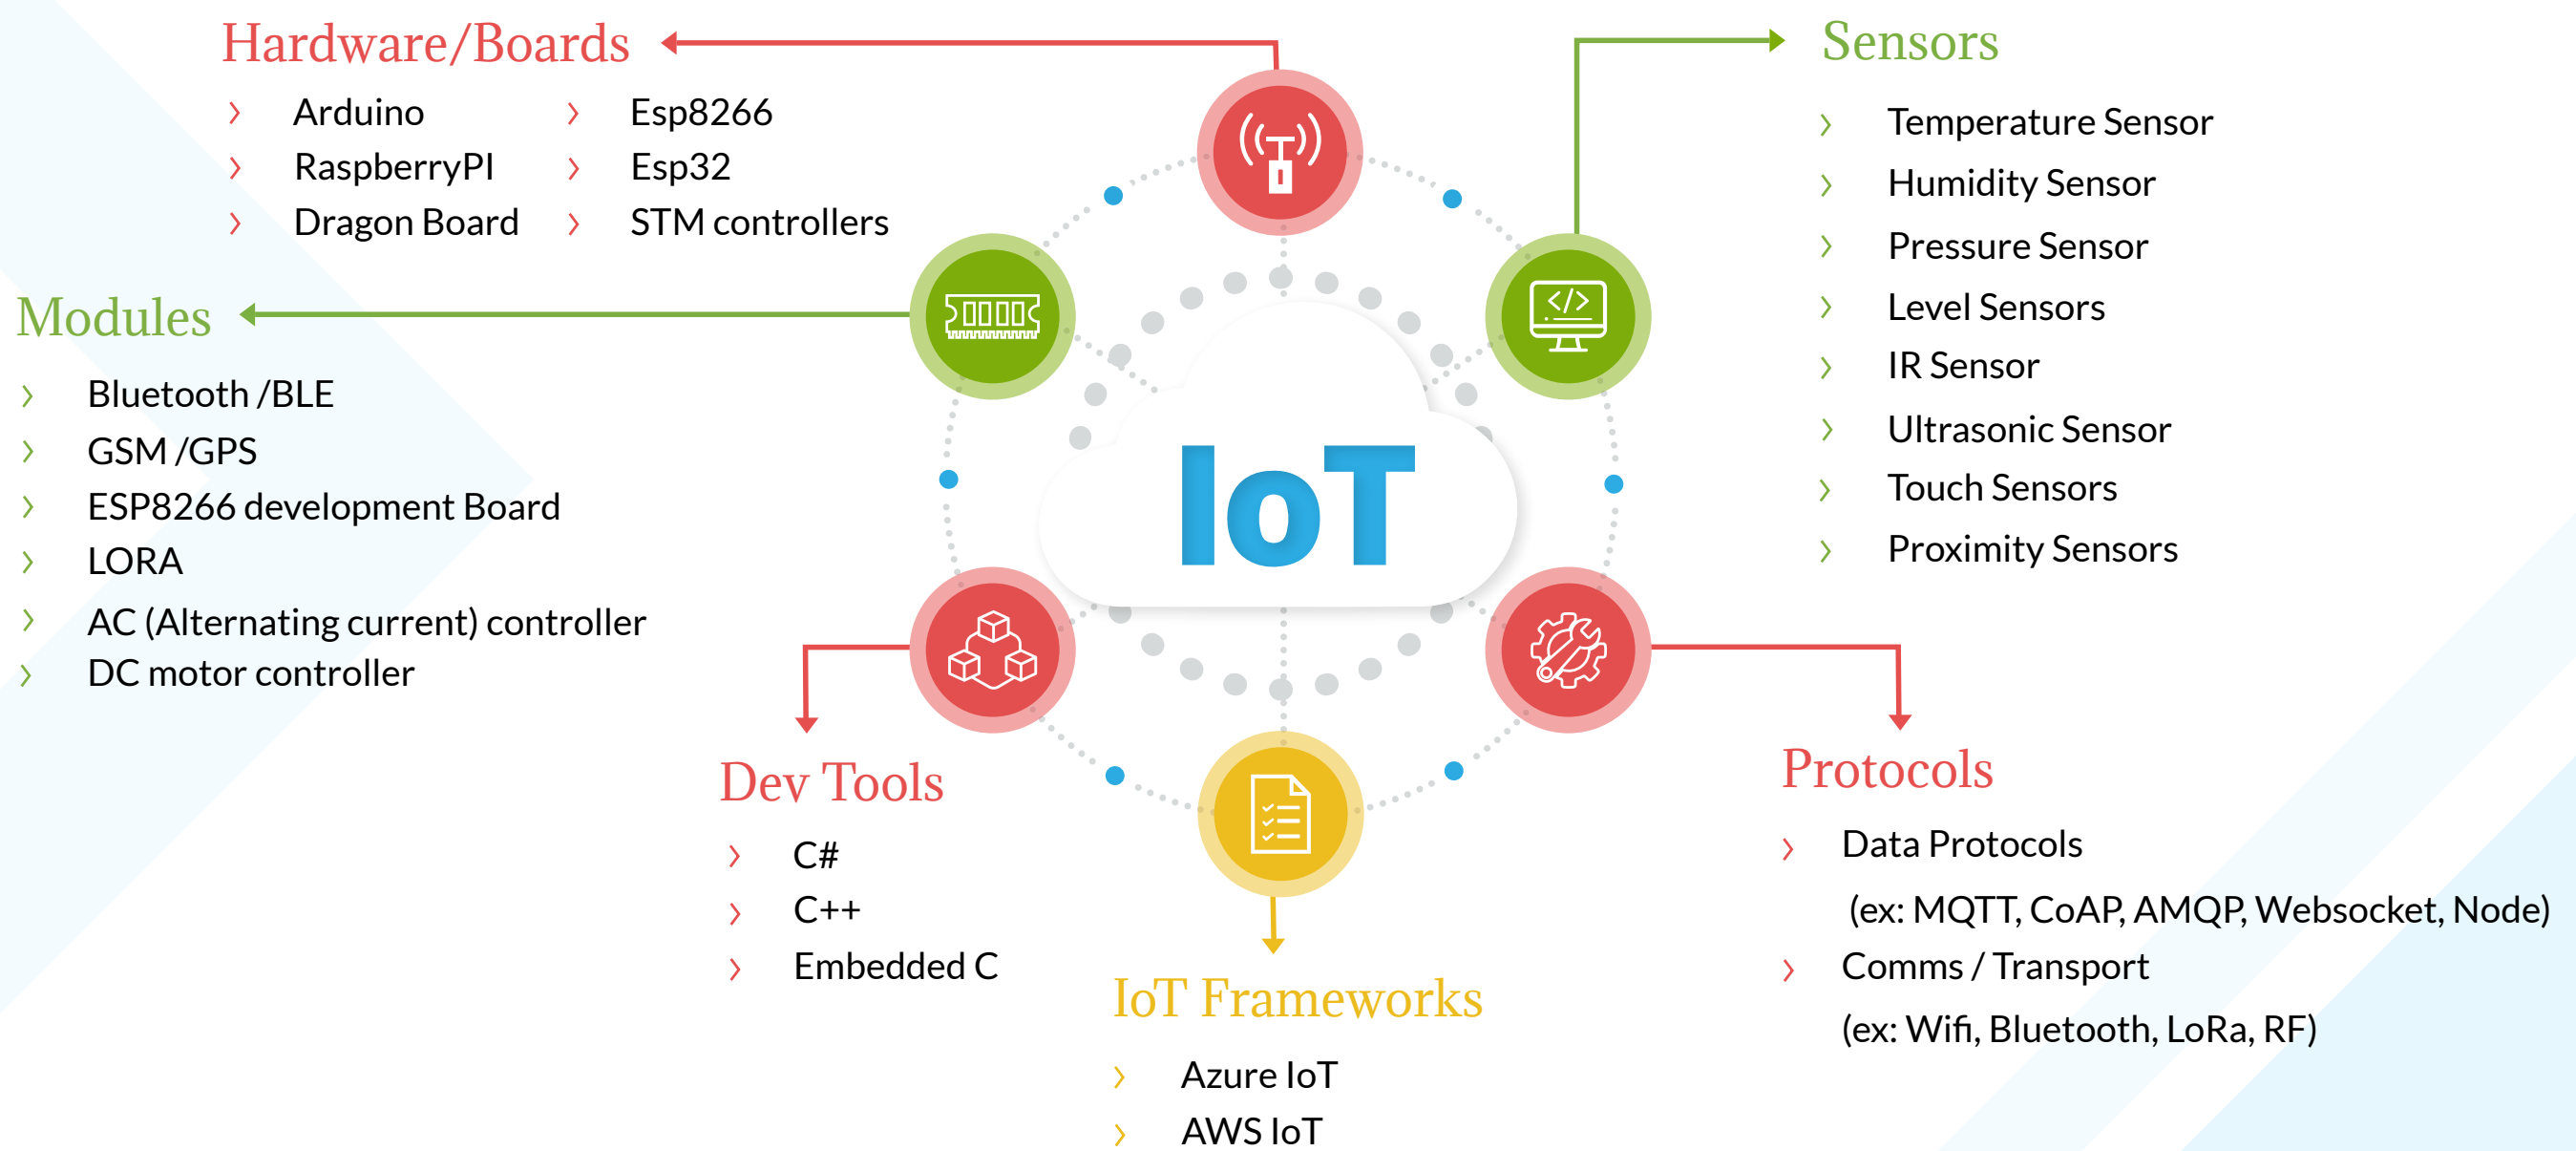 Hardware/Boards
Arduino
RaspberryPI
Dragon Board
Esp8266
Esp32
STM controllers
Modules
Bluetooth /BLE
GSM /GPS
ESP8266 development Board
LORA
AC (Alternating current) controller
DC motor controller
IoT
</>
Sensors
Temperature Sensor
Humidity Sensor
Pressure Sensor
Level Sensors
IR Sensor
Ultrasonic Sensor
Touch Sensors
Proximity Sensors
Dev Tools
C#
C++
Embedded C
IoT Frameworks
Azure IoT
AWS IoT
Protocols
Data Protocols
(ex: MQTT, CoAP, AMQP, Websocket, Node)
Comms / Transport
(ex: Wifi, Bluetooth, LoRa, RF)